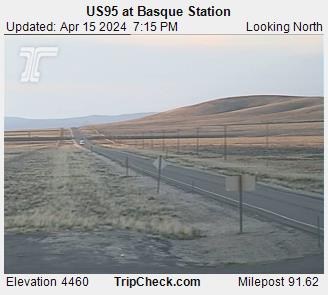 US95 at Basque Station
Updated: Apr 15 2024 7:15 PM Looking North
Elevation 4460 TripCheck.com Milepost 91.62